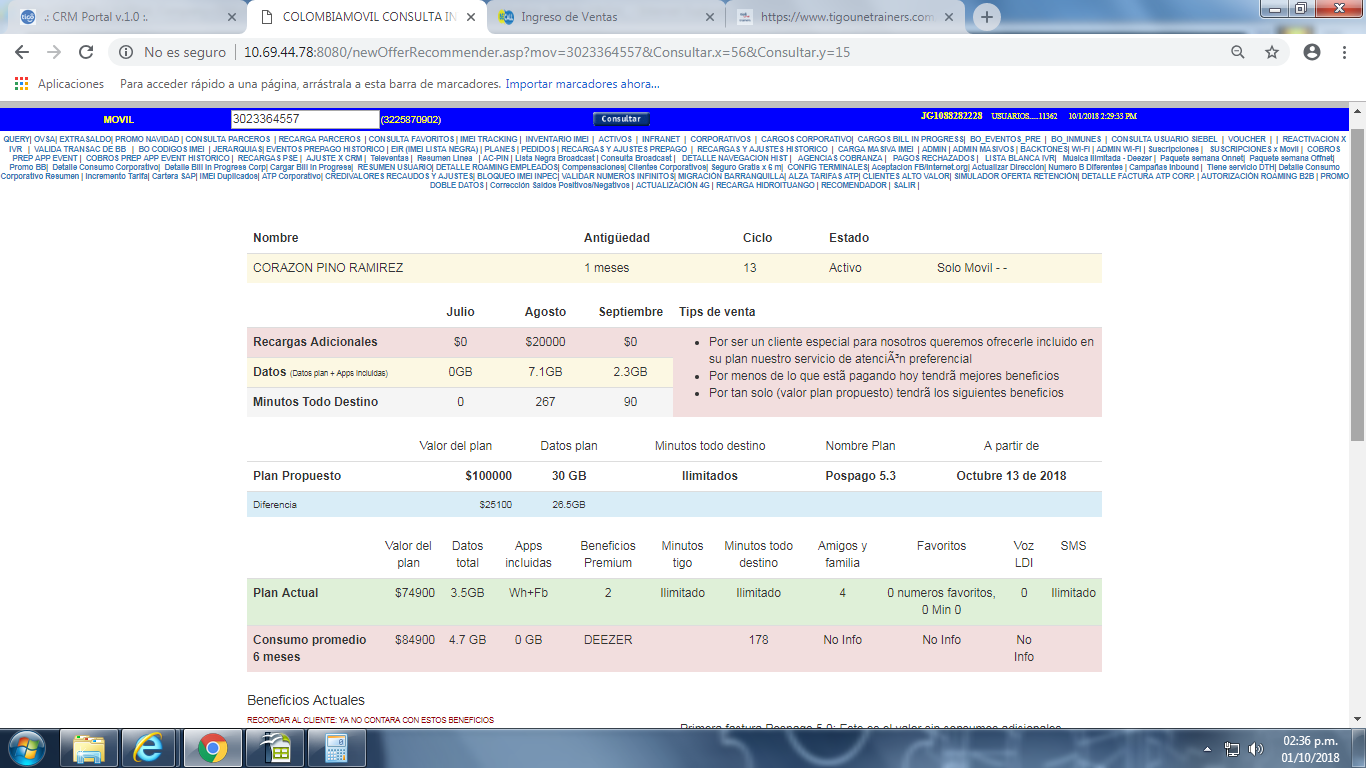 .: CRM Portal v.1.0 :.
COLOMBIAMOVIL CONSULTA IN
Ingreso de Ventas
https://www.tigounetrainers.com
No es seguro | 10.69.44.78:8080/newOfferRecommender.asp?mov=3023364557&Consultar.x=56&Consultar.y=15
Aplicaciones Para acceder rápido a una página, arrástrala a esta barra de marcadores. Importar marcadores ahora...
MOVIL 3023364557 (3225870902) Consultar JG1088282228 USUARIOS.....11362 10/1/2018 2:29:33 PM
QUERY| OVSA| EXTRASALDO| PROMO NAVIDAD | CONSULTA PARCEROS | RECARGA PARCEROS | CONSULTA FAVORITOS | IMEI TRACKING | INVENTARIO IMEI | ACTIVOS | INFRANET | CORPORATIVOS | CARGOS CORPORATIVO| CARGOS BILL IN PROGRESS| BO_EVENTOS_PRE | BO_INMUNES | CONSULTA USUARIO SIEBEL | VOUCHER | | REACTIVACION X
IVR | VALIDA TRANSAC DE BB | BO CODIGOS IMEI | JERARQUIAS| EVENTOS PREPAGO HISTORICO | EIR (IMEI LISTA NEGRA) | PLANES | PEDIDOS | RECARGAS Y AJUSTES PREPAGO | RECARGAS Y AJUSTES HISTORICO | CARGA MASIVA IMEI | ADMIN | ADMIN MASIVOS | BACKTONES| WI-FI | ADMIN WI-FI | Suscripciones | SUSCRIPCIONES x Movil | COBROS
PREP APP EVENT | COBROS PREP APP EVENT HISTORICO | RECARGAS PSE | AJUSTE X CRM | Televentas | Resumen Linea | AC-PIN | Lista Negra Broadcast | Consulta Broadcast | DETALLE NAVEGACION HIST | AGENCIAS COBRANZA | PAGOS RECHAZADOS | LISTA BLANCA IVR| Música Ilimitada - Deezer | Paquete semana Onnet| Paquete semana Offnet|
Promo BB| Detalle Consumo Corporativo| Detalle Bill In Progress Corp| Cargar Bill In Progress| RESUMEN USUARIO| DETALLE ROAMING EMPLEADOS| Compensaciones| Clientes Corporativos| Seguro Gratis x 6 m| CONFIG TERMINALES| Aceptacion FB/Internet.org| Actualizar Dirección| Numero B Diferentes | Campañas Inbound | Tiene servicio DTH| Detalle Consumo
Corporativo Resumen | Incremento Tarifa| Cartera SAP| IMEI Duplicados| ATP Corporativo| CREDIVALORES RECAUDOS Y AJUSTES| BLOQUEO IMEI INPEC| VALIDAR NUMEROS INFINITOS| MIGRACIÓN BARRANQUILLA| ALZA TARIFAS ATP| CLIENTES ALTO VALOR| SIMULADOR OFERTA RETENCIÓN| DETALLE FACTURA ATP CORP. | AUTORIZACIÓN ROAMING B2B | PROMO
DOBLE DATOS | Corrección Saldos Positivos/Negativos | ACTUALIZACIÓN 4G | RECARGA HIDROITUANGO | RECOMENDADOR | SALIR |
Nombre Antigüedad Ciclo Estado
CORAZON PINO RAMIREZ 1 meses 13 Activo Solo Movil - -
Julio Agosto Septiembre Tips de venta
Recargas Adicionales $0 $20000 $0
Datos (Datos plan + Apps Incluidas) 0GB 7.1GB 2.3GB
Minutos Todo Destino 0 267 90
Por ser un cliente especial para nosotros queremos ofrecerle incluido en
su plan nuestro servicio de atenciÃ³n preferencial
Por menos de lo que estã pagando hoy tendrã mejores beneficios
Por tan solo (valor plan propuesto) tendrã los siguientes beneficios
Valor del plan Datos plan Minutos todo destino Nombre Plan A partir de
Plan Propuesto $100000 30 GB Ilimitados Pospago 5.3 Octubre 13 de 2018
Diferencia $25100 26.5GB
Valor del Datos Apps Beneficios Minutos Minutos todo Amigos y Favoritos Voz SMS
plan total incluidas Premium tigo destino familia LDI
Plan Actual $74900 3.5GB Wh+Fb 2 Ilimitado Ilimitado 4 0 numeros favoritos, 0 Ilimitado
0 Min 0
Consumo promedio $84900 4.7 GB 0 GB DEEZER 178 No Info No Info No
6 meses Info
Beneficios Actuales
RECORDAR AL CLIENTE: YA NO CONTARA CON ESTOS BENEFICIOS
Primera factura Pospago 5.0: Este es el valor sin consumos adicionales
02:36 p.m.
01/10/2018